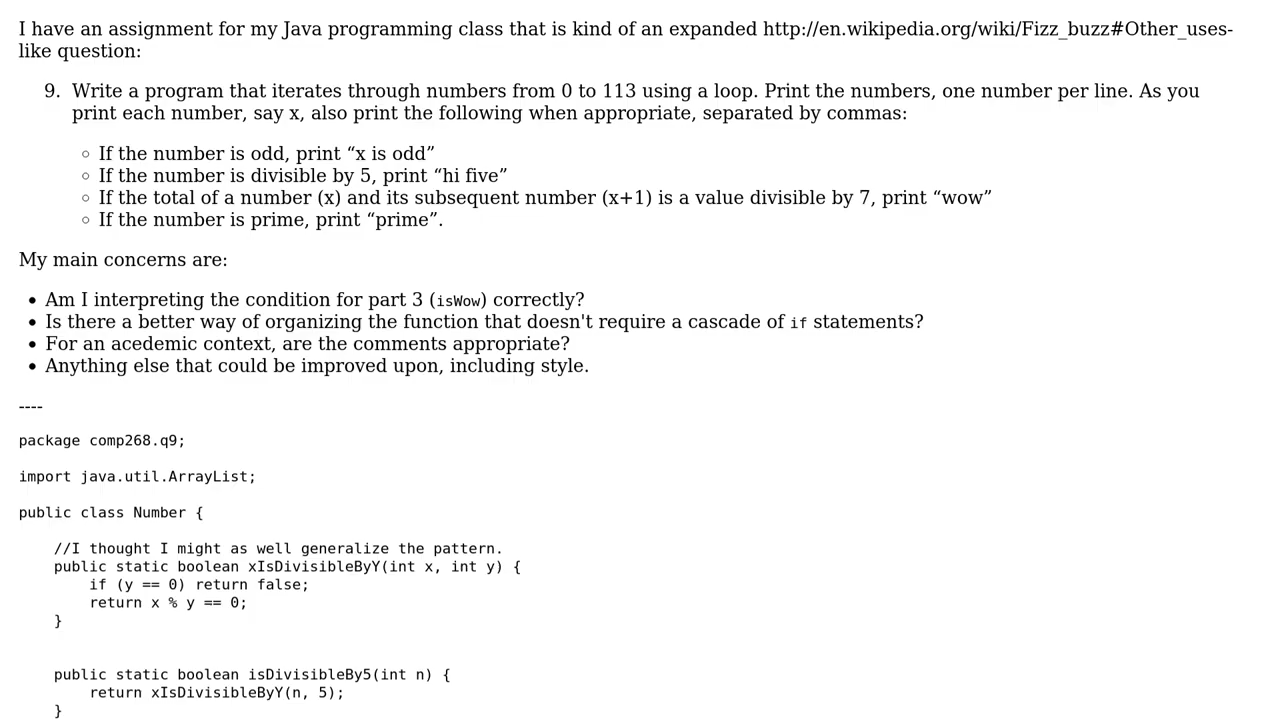 I have an assignment for my Java programming class that is kind of an expanded http://en.wikipedia.org/wiki/Fizz_buzz#Other_uses-
like question:
9. Write a program that iterates through numbers from 0 to 113 using a loop. Print the numbers, one number per line. As you
print each number, say x, also print the following when appropriate, separated by commas:
◦ If the number is odd, print “x is odd”
◦ If the number is divisible by 5, print “hi five”
◦ If the total of a number (x) and its subsequent number (x+1) is a value divisible by 7, print “wow”
◦ If the number is prime, print “prime”.
My main concerns are:
• Am I interpreting the condition for part 3 (isWow) correctly?
• Is there a better way of organizing the function that doesn't require a cascade of if statements?
• For an acedemic context, are the comments appropriate?
• Anything else that could be improved upon, including style.
----
package comp268.q9;
import java.util.ArrayList;
public class Number {
    //I thought I might as well generalize the pattern.
    public static boolean xIsDivisibleByY(int x, int y) {
        if (y == 0) return false;
        return x % y == 0;
    }
    public static boolean isDivisibleBy5(int n) {
        return xIsDivisibleByY(n, 5);
    }